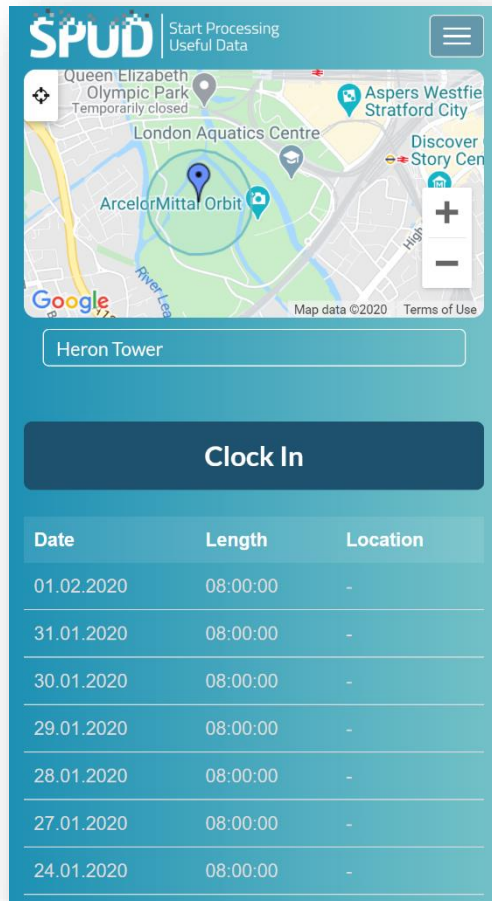 SPUD
Start Processing
Useful Data
Queen Elizabeth
Olympic Park
Temporarily closed
Aspers Westfie
Stratford City
London Aquatics Centre
Discover
Story Cen
ArcelorMittal Orbit
High
River Lea
Google
Map data ©2020 Terms of Use
Heron Tower
Clock In
Date Length Location
01.02.2020 08:00:00 -
31.01.2020 08:00:00 -
30.01.2020 08:00:00 -
29.01.2020 08:00:00 -
28.01.2020 08:00:00 -
27.01.2020 08:00:00 -
24.01.2020 08:00:00 -